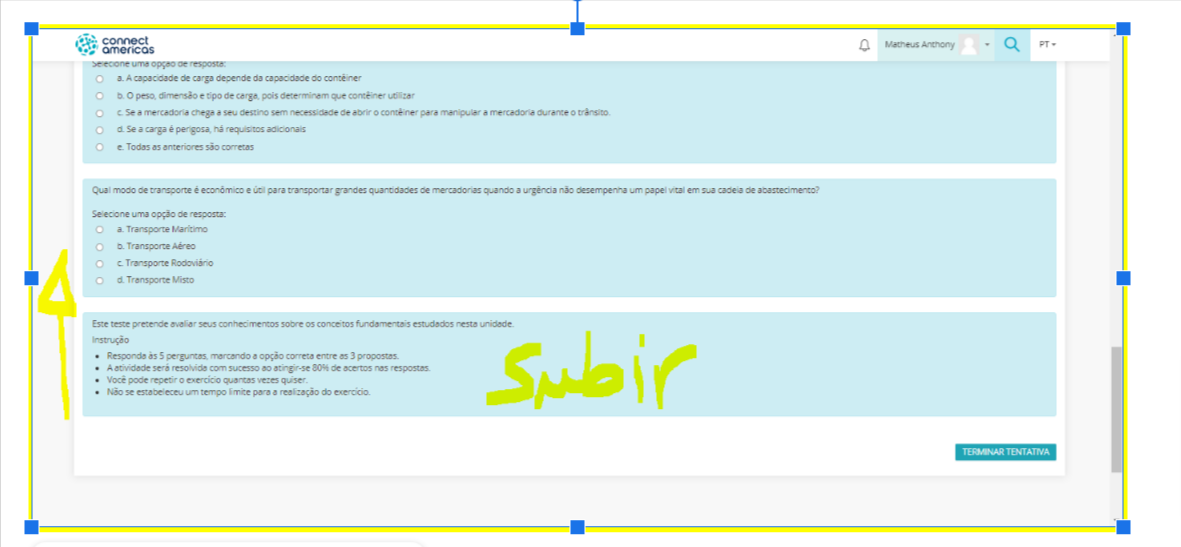 connect
americas
Matheus Anthony
PT
Selecione uma opção de resposta:
a. A capacidade de carga depende da capacidade do contêiner
b. O peso, dimensão e tipo de carga, pois determinam que contêiner utilizar
c. Se a mercadoria chega a seu destino sem necessidade de abrir o contêiner para manipular a mercadoria durante o trânsito.
d. Se a carga é perigosa, há requisitos adicionais
e. Todas as anteriores são corretas
Qual modo de transporte é econômico e útil para transportar grandes quantidades de mercadorias quando a urgência não desempenha um papel vital em sua cadeia de abastecimento?
Selecione uma opção de resposta:
a. Transporte Marítimo
b. Transporte Aéreo
c. Transporte Rodoviário
d. Transporte Misto
Este teste pretende avaliar seus conhecimentos sobre os conceitos fundamentais estudados nesta unidade.
Instrução
Responda às 5 perguntas, marcando a opção correta entre as 3 propostas.
A atividade será resolvida com sucesso ao atingir-se 80% de acertos nas respostas.
Você pode repetir o exercício quantas vezes quiser.
Não se estabeleceu um tempo limite para a realização do exercício.
Subir
TERMINAR TENTATIVA